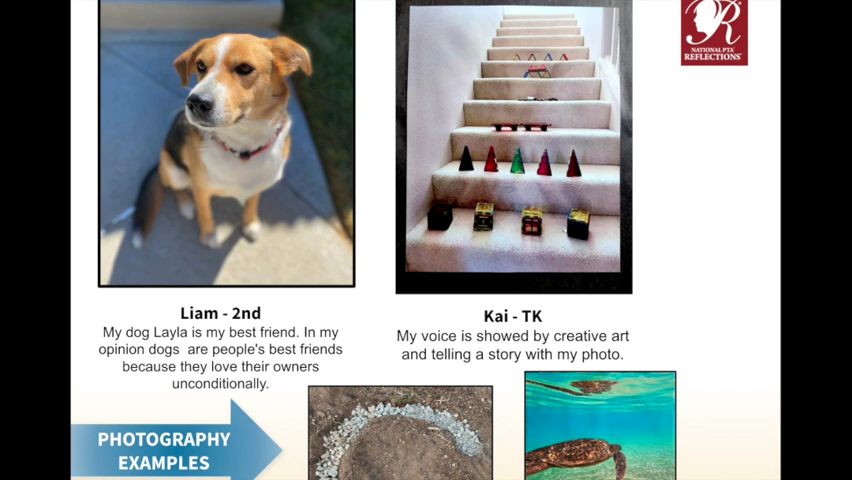 NATIONAL PTA
REFLECTIONS®
Liam - 2nd
My dog Layla is my best friend. In my
opinion dogs are people's best friends
because they love their owners
unconditionally.
Kai - TK
My voice is showed by creative art
and telling a story with my photo.
PHOTOGRAPHY
EXAMPLES